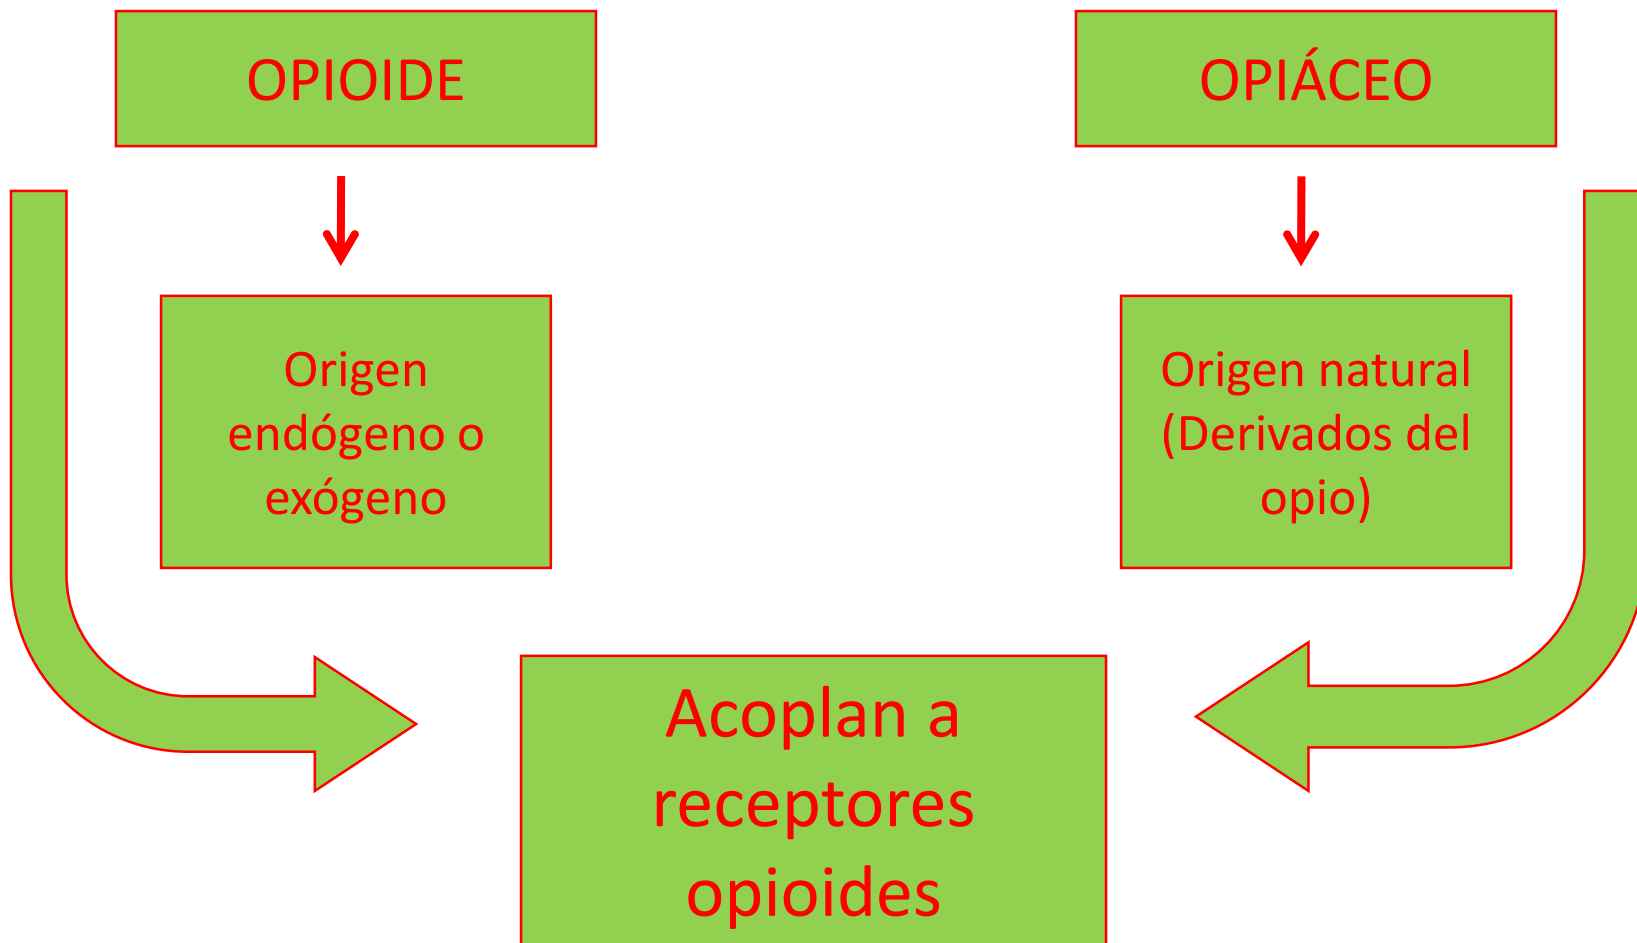 OPIOIDE
OPIÁCEO
Origen
endógeno o
exógeno
Origen natural
(Derivados del
opio)
Acoplan a
receptores
opioides